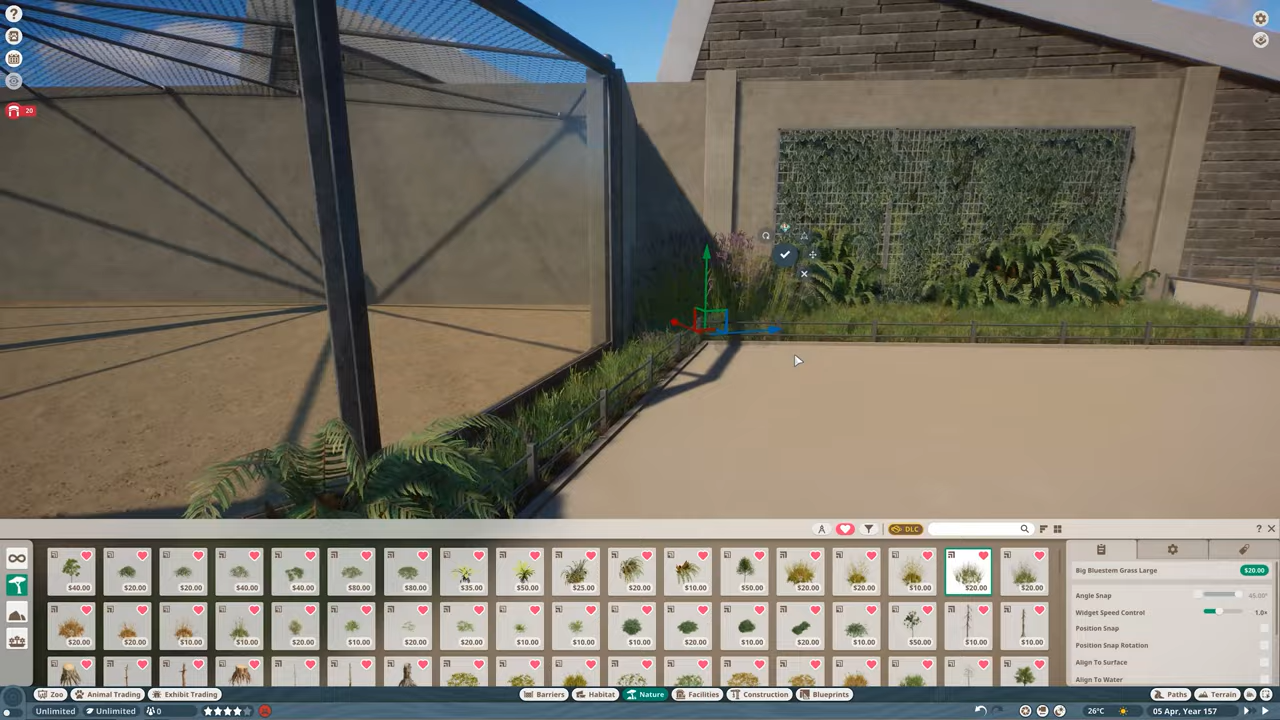 20
DLC
$40.00 $20.00 $20.00 $40.00 $40.00 $80.00 $80.00 $35.00 $50.00 $25.00 $20.00 $10.00 $50.00 $20.00 $20.00 $10.00 $20.00 $20.00
Big Bluestem Grass Large $20.00
Angle Snap 45.00°
Widget Speed Control 1.0×
$20.00 $10.00 $10.00 $10.00 $20.00 $10.00 $20.00 $20.00 $10.00 $10.00 $20.00 $20.00 $10.00 $20.00 $10.00 $50.00 $10.00 $10.00
Position Snap
Position Snap Rotation
Align To Surface
Align To Water
Zoo Animal Trading Exhibit Trading Barriers Habitat Nature Facilities Construction Blueprints Paths Terrain
Unlimited Unlimited 0 26°C 05 Apr, Year 157